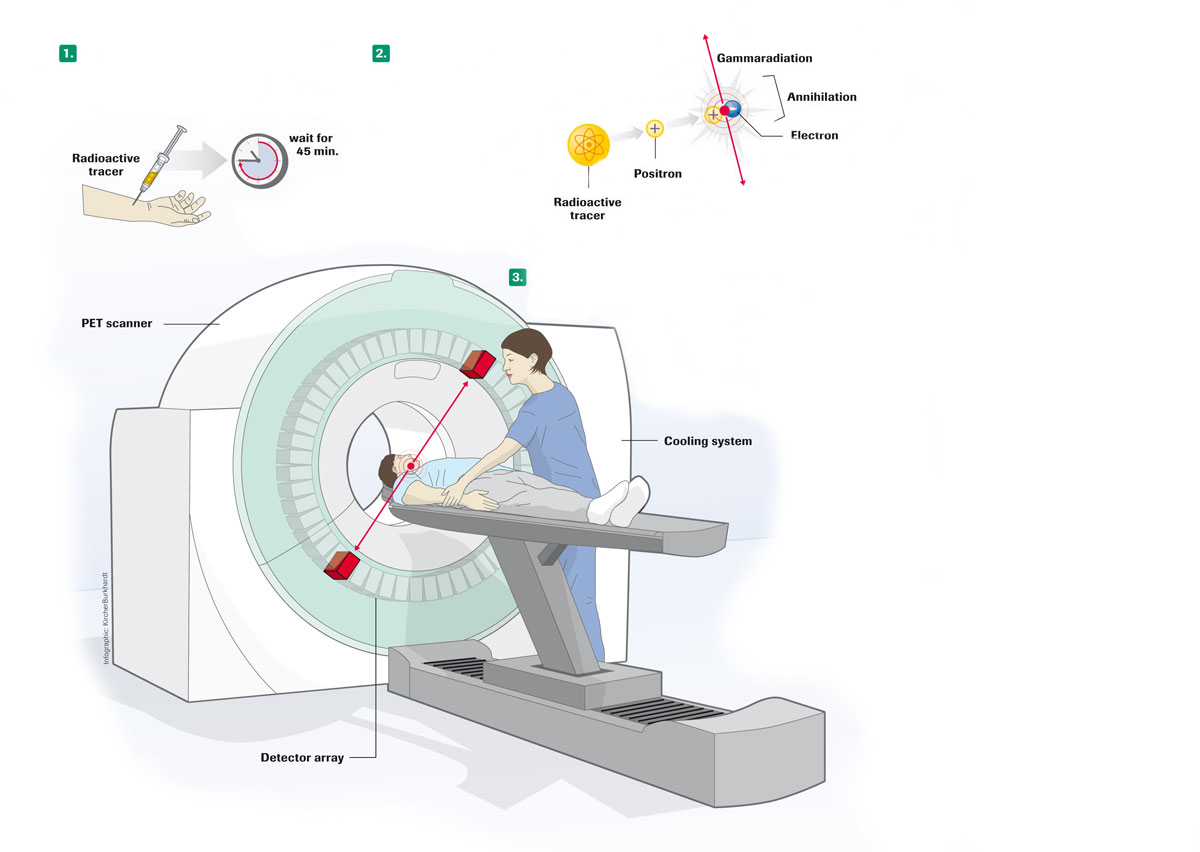 1.
Radioactive
tracer
wait for
45 min.
2.
Gammaradiation
Annihilation
Electron
Positron
Radioactive
tracer
3.
PET scanner
Cooling system
Detector array
Infographic: KircherBurkhardt